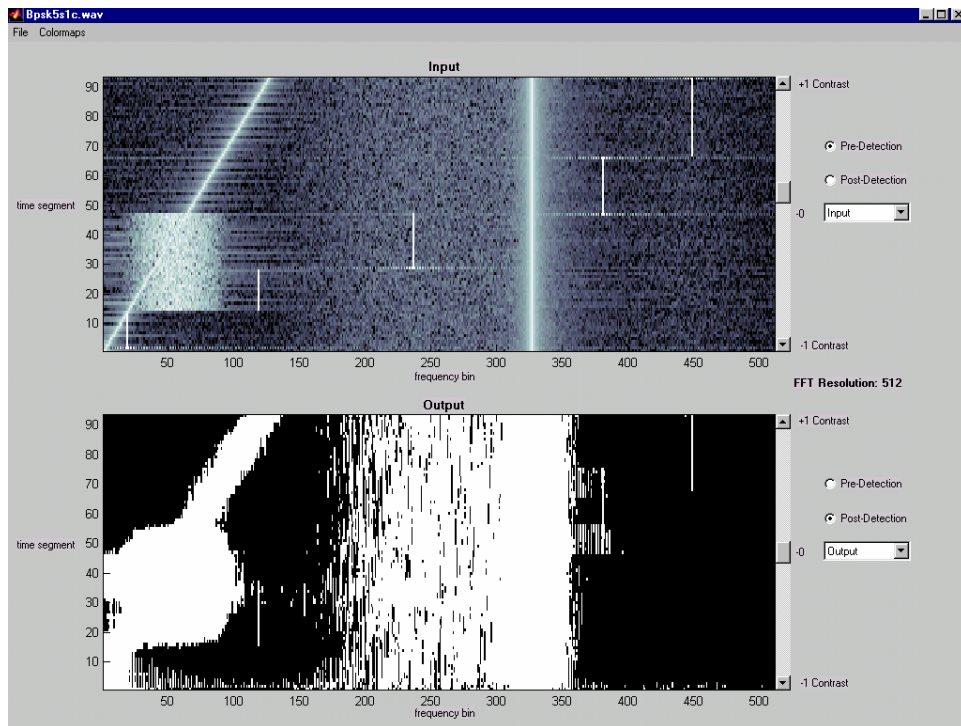 Bpsk5s1c.wav
File Colormaps
Input
90
80
70
60
50
40
30
20
10
time segment
50 100 150 200 250 300 350 400 450 500
frequency bin
+1 Contrast
-0
-1 Contrast
Pre-Detection
Post-Detection
Input
FFT Resolution: 512
Output
90
80
70
60
50
40
30
20
10
time segment
50 100 150 200 250 300 350 400 450 500
frequency bin
+1 Contrast
-0
-1 Contrast
Pre-Detection
Post-Detection
Output